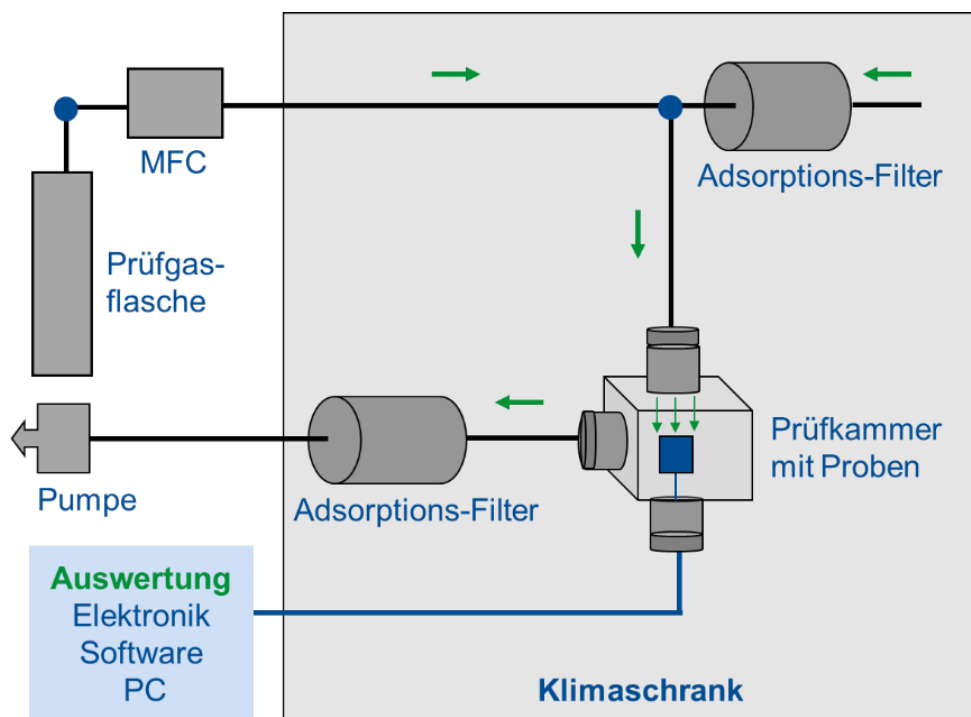 MFC
Adsorptions-Filter
Prüfgas-
flasche
Prüfkammer
mit Proben
Pumpe
Adsorptions-Filter
Auswertung
Elektronik
Software
PC
Klimaschrank